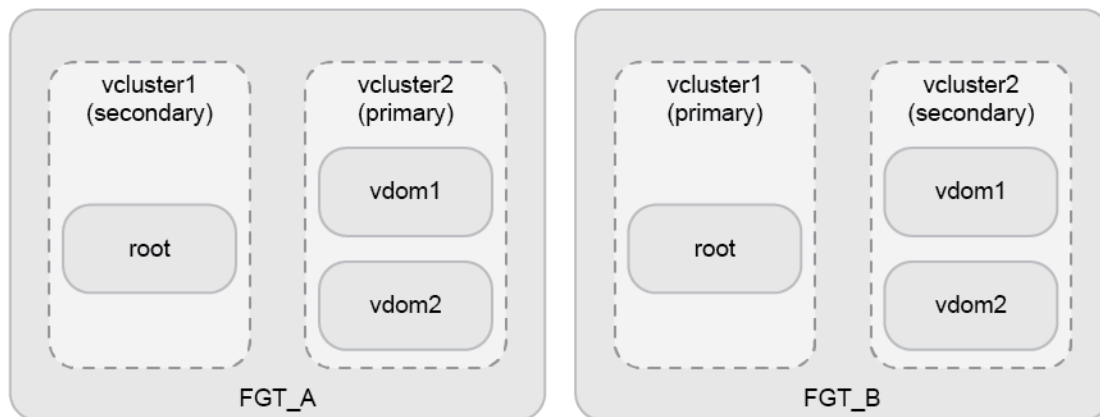 vcluster1
(secondary)
root
vcluster2
(primary)
vdom1
vdom2
FGT_A
vcluster1
(primary)
root
vcluster2
(secondary)
vdom1
vdom2
FGT_B